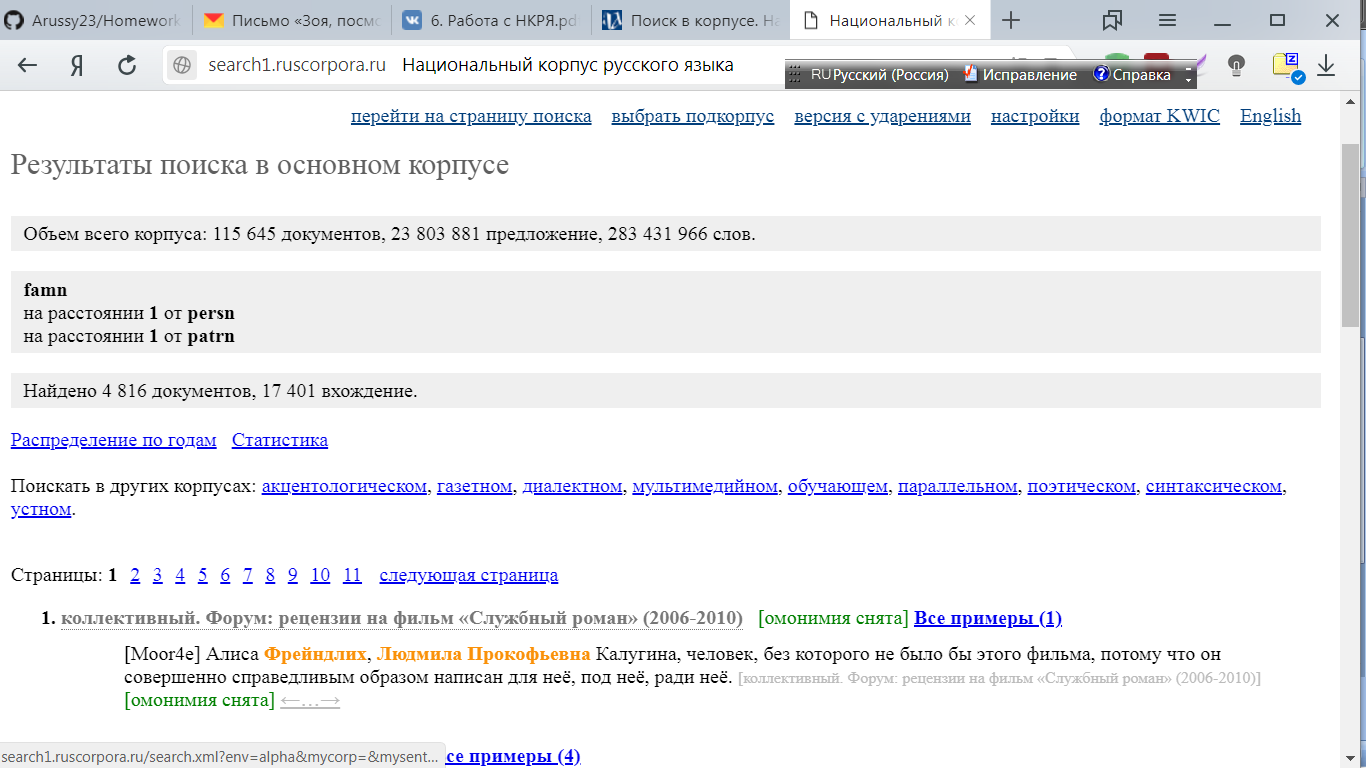 Arussy23/Homework
Письмо «Зоя, посмо
6. Работа с НКРЯ.pdf
Поиск в корпусе. На
Национальный к
search1.ruscorpora.ru Национальный корпус русского языка
RU Русский (Россия) Исправление Справка
перейти на страницу поиска выбрать подкорпус версия с ударениями настройки формат KWIC English
Результаты поиска в основном корпусе
Объем всего корпуса: 115 645 документов, 23 803 881 предложение, 283 431 966 слов.
famn
на расстоянии 1 от persn
на расстоянии 1 от patrn
Найдено 4 816 документов, 17 401 вхождение.
Распределение по годам Статистика
Поискать в других корпусах: акцентологическом, газетном, диалектном, мультимедийном, обучающем, параллельном, поэтическом, синтаксическом,
устном.
Страницы: 1 2 3 4 5 6 7 8 9 10 11 следующая страница
1. коллективный. Форум: рецензии на фильм «Службный роман» (2006-2010) [омонимия снята] Все примеры (1)
[Moor4e] Алиса Фрейндлих, Людмила Прокофьевна Калугина, человек, без которого не было бы этого фильма, потому что он
совершенно справедливым образом написан для неё, под неё, ради неё. [коллективный. Форум: рецензии на фильм «Службный роман» (2006-2010)]
[омонимия снята] ←…→
search1.ruscorpora.ru/search.xml?env=alpha&mycorp=&mysent... се примеры (4)